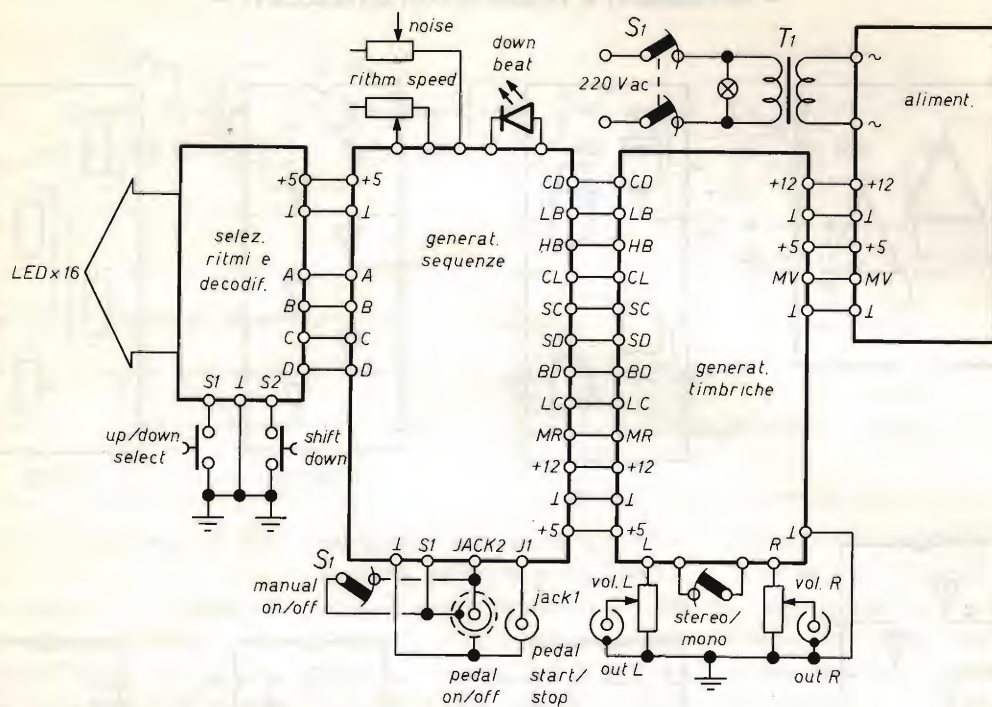 noise
rithm speed
down
beat
S1
220 Vac
T1
~
~
aliment.
LED x 16
selez.
ritmi e
decodif.
+5
⊥
A
B
C
D
S1
⊥
S2
up/down
select
shift
down
+5
⊥
A
B
C
D
generat.
sequenze
CD
LB
HB
CL
SC
SD
BD
LC
MR
+12
⊥
+5
CD
LB
HB
CL
SC
SD
BD
LC
MR
+12
⊥
+5
generat.
timbriche
+12
⊥
+5
MV
⊥
+12
⊥
+5
MV
⊥
⊥
S1
JACK2
J1
S1
manual
on/off
jack1
pedal
on/off
pedal
start/
stop
L
R
⊥
vol. L
stereo/
mono
vol. R
out L
out R